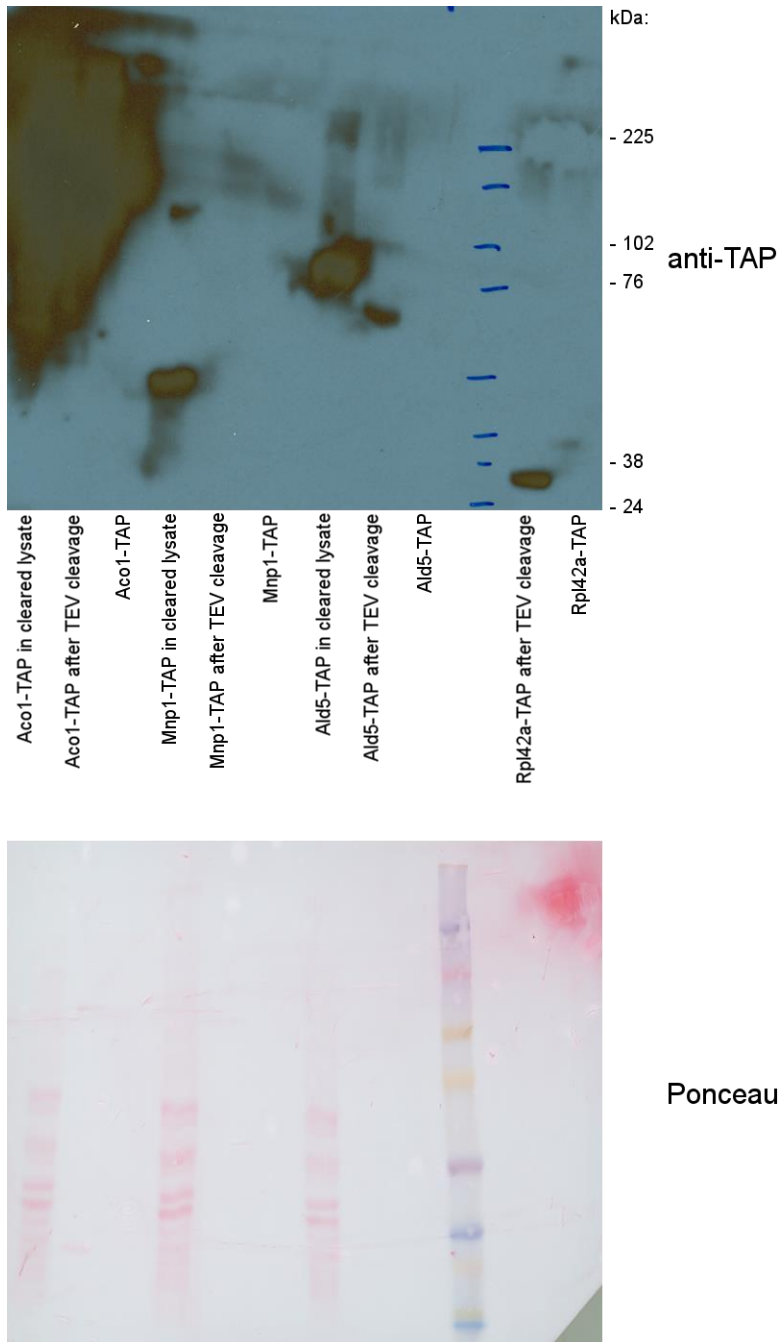 kDa:
- 225
- 102
- 76
anti-TAP
- 38
- 24
Aco1-TAP in cleared lysate
Aco1-TAP after TEV cleavage
Aco1-TAP
Mnp1-TAP in cleared lysate
Mnp1-TAP after TEV cleavage
Mnp1-TAP
Ald5-TAP in cleared lysate
Ald5-TAP after TEV cleavage
Ald5-TAP
Rpl42a-TAP after TEV cleavage
Rpl42a-TAP
Ponceau